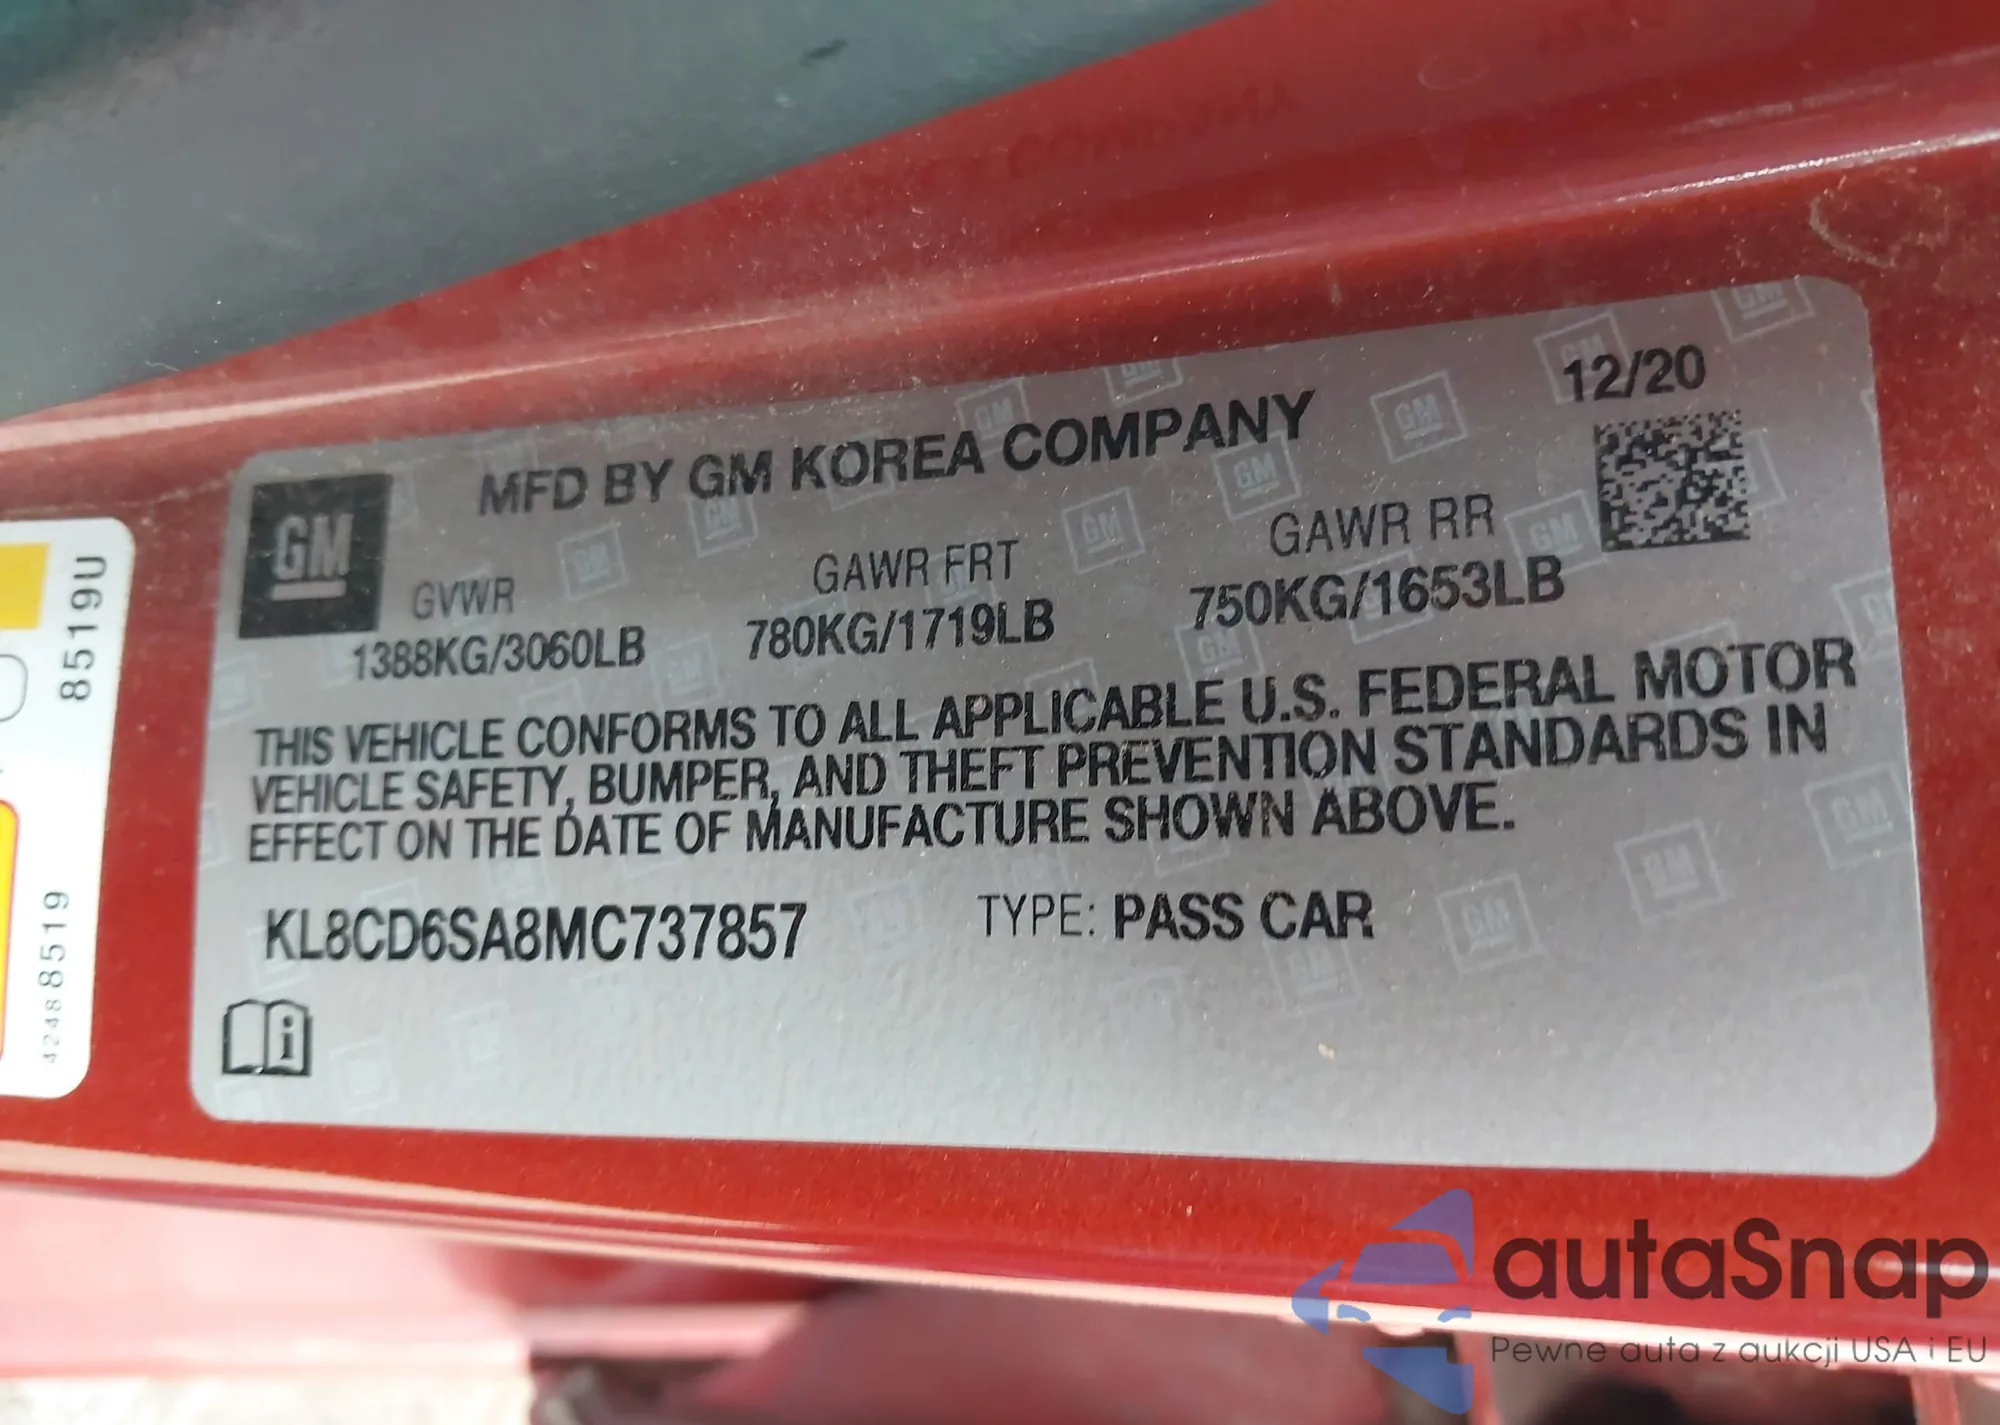 12/20
MFD BY GM KOREA COMPANY
GM
GVWR GAWR FRT GAWR RR
1388KG/3060LB 780KG/1719LB 750KG/1653LB
THIS VEHICLE CONFORMS TO ALL APPLICABLE U.S. FEDERAL MOTOR
VEHICLE SAFETY, BUMPER, AND THEFT PREVENTION STANDARDS IN
EFFECT ON THE DATE OF MANUFACTURE SHOWN ABOVE.
KL8CD6SA8MC737857 TYPE: PASS CAR
8519U
42488519
autaSnap
Pewne auta z aukcji USA i EU